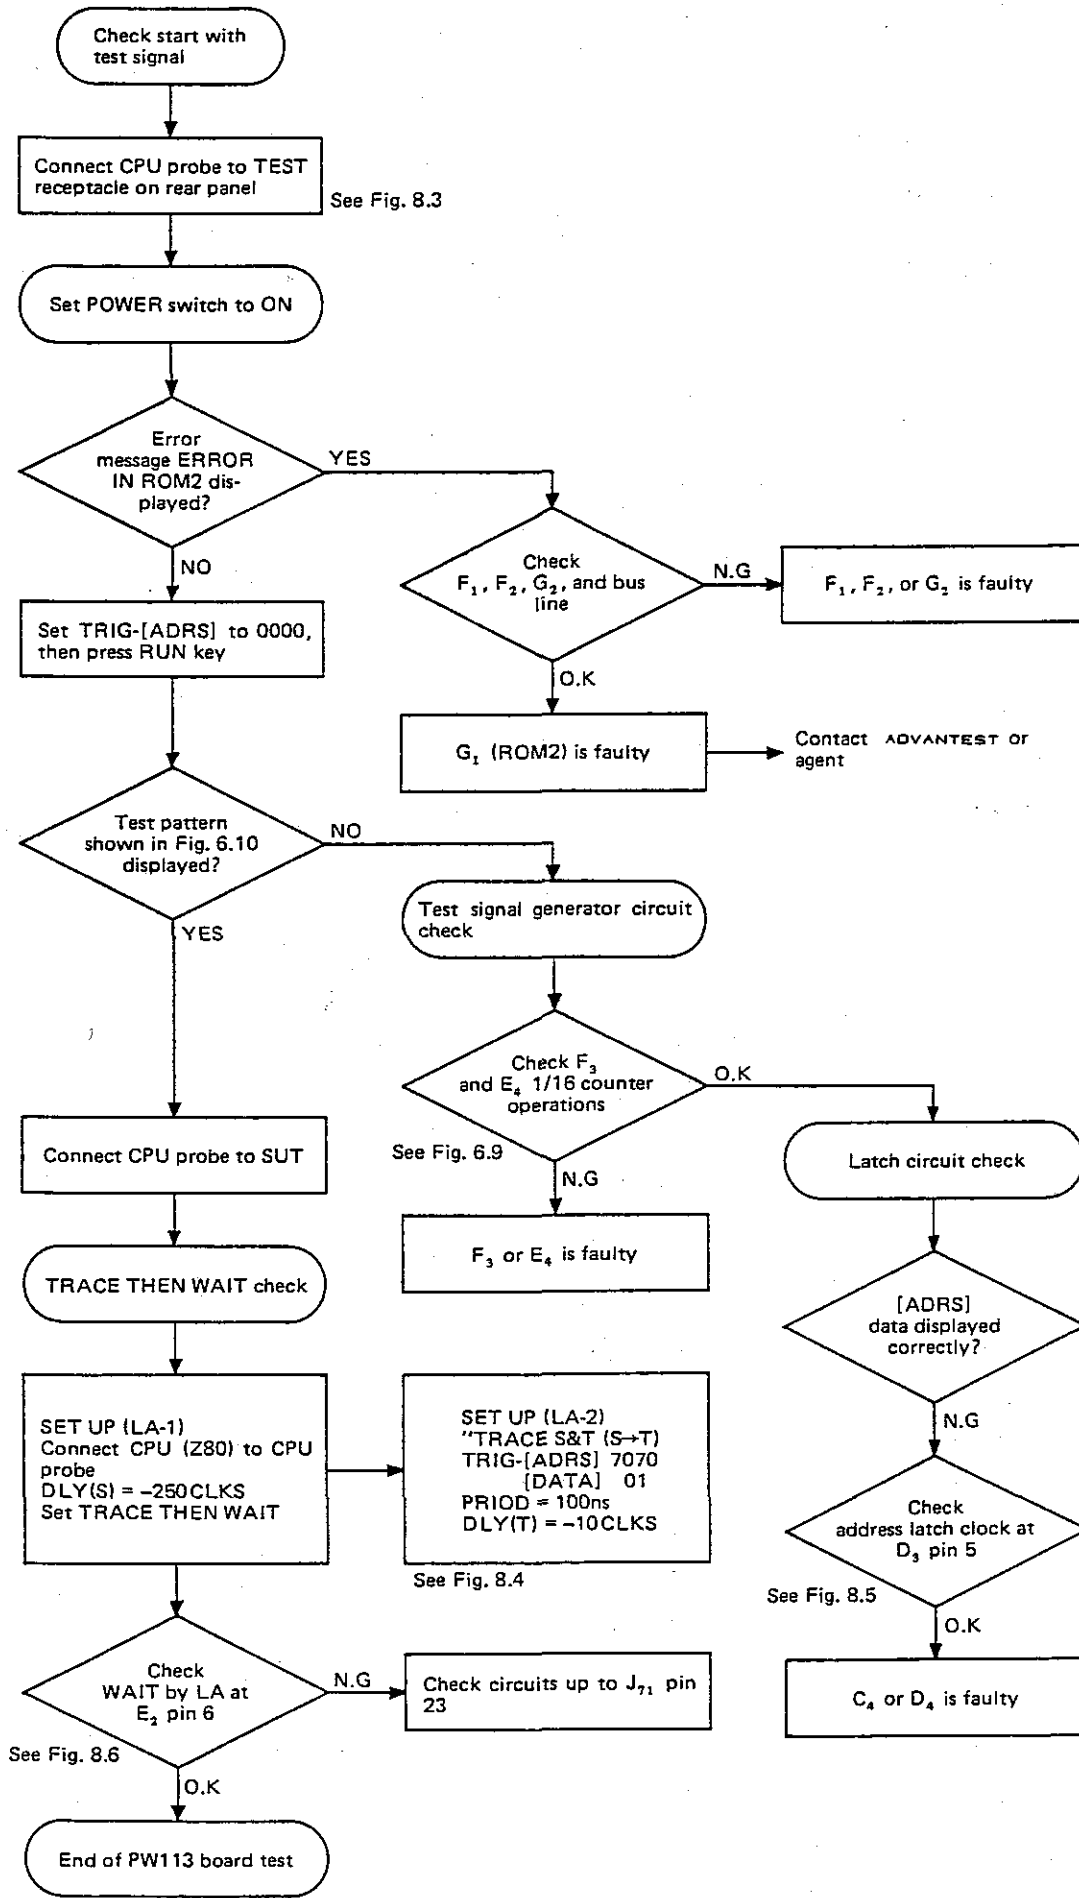 Check start with
test signal
Connect CPU probe to TEST
receptacle on rear panel
See Fig. 8.3
Set POWER switch to ON
Error
message ERROR
IN ROM2 dis-
played?
YES
NO
Check
F₁, F₂, G₂, and bus
line
N.G
F₁, F₂, or G₂ is faulty
O.K
G₁ (ROM2) is faulty
Contact ADVANTEST or
agent
Set TRIG-[ADRS] to 0000,
then press RUN key
Test pattern
shown in Fig. 6.10
displayed?
NO
YES
Test signal generator circuit
check
Check F₃
and E₄ 1/16 counter
operations
O.K
See Fig. 6.9
N.G
F₃ or E₄ is faulty
Latch circuit check
[ADRS]
data displayed
correctly?
N.G
Check
address latch clock at
D₃ pin 5
See Fig. 8.5
O.K
C₄ or D₄ is faulty
Connect CPU probe to SUT
TRACE THEN WAIT check
SET UP (LA-1)
Connect CPU (Z80) to CPU
probe
DLY(S) = −250CLKS
Set TRACE THEN WAIT
SET UP (LA-2)
"TRACE S&T (S→T)
TRIG-[ADRS] 7070
[DATA] 01
PRIOD = 100ns
DLY(T) = −10CLKS
See Fig. 8.4
Check
WAIT by LA at
E₂ pin 6
N.G
Check circuits up to J₇₁ pin
23
See Fig. 8.6
O.K
End of PW113 board test